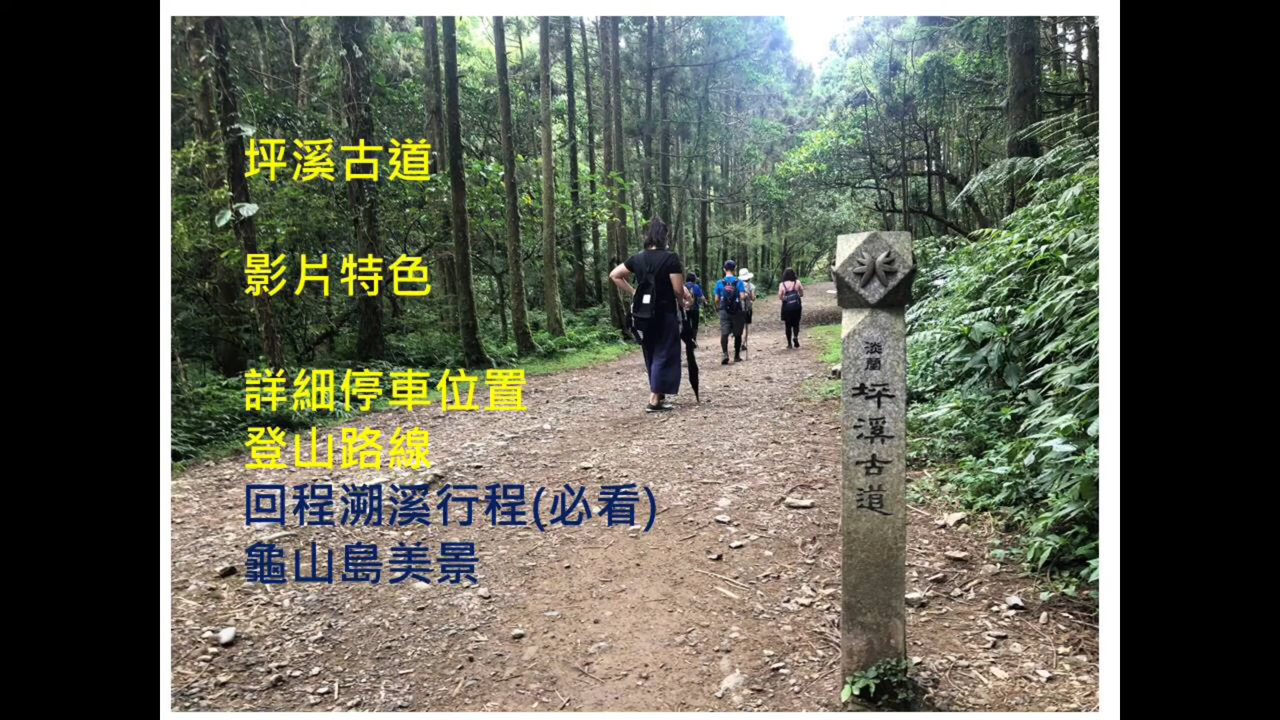 坪溪古道
影片特色
詳細停車位置
登山路線
回程溯溪行程(必看)
龜山島美景
淡蘭
坪溪古道